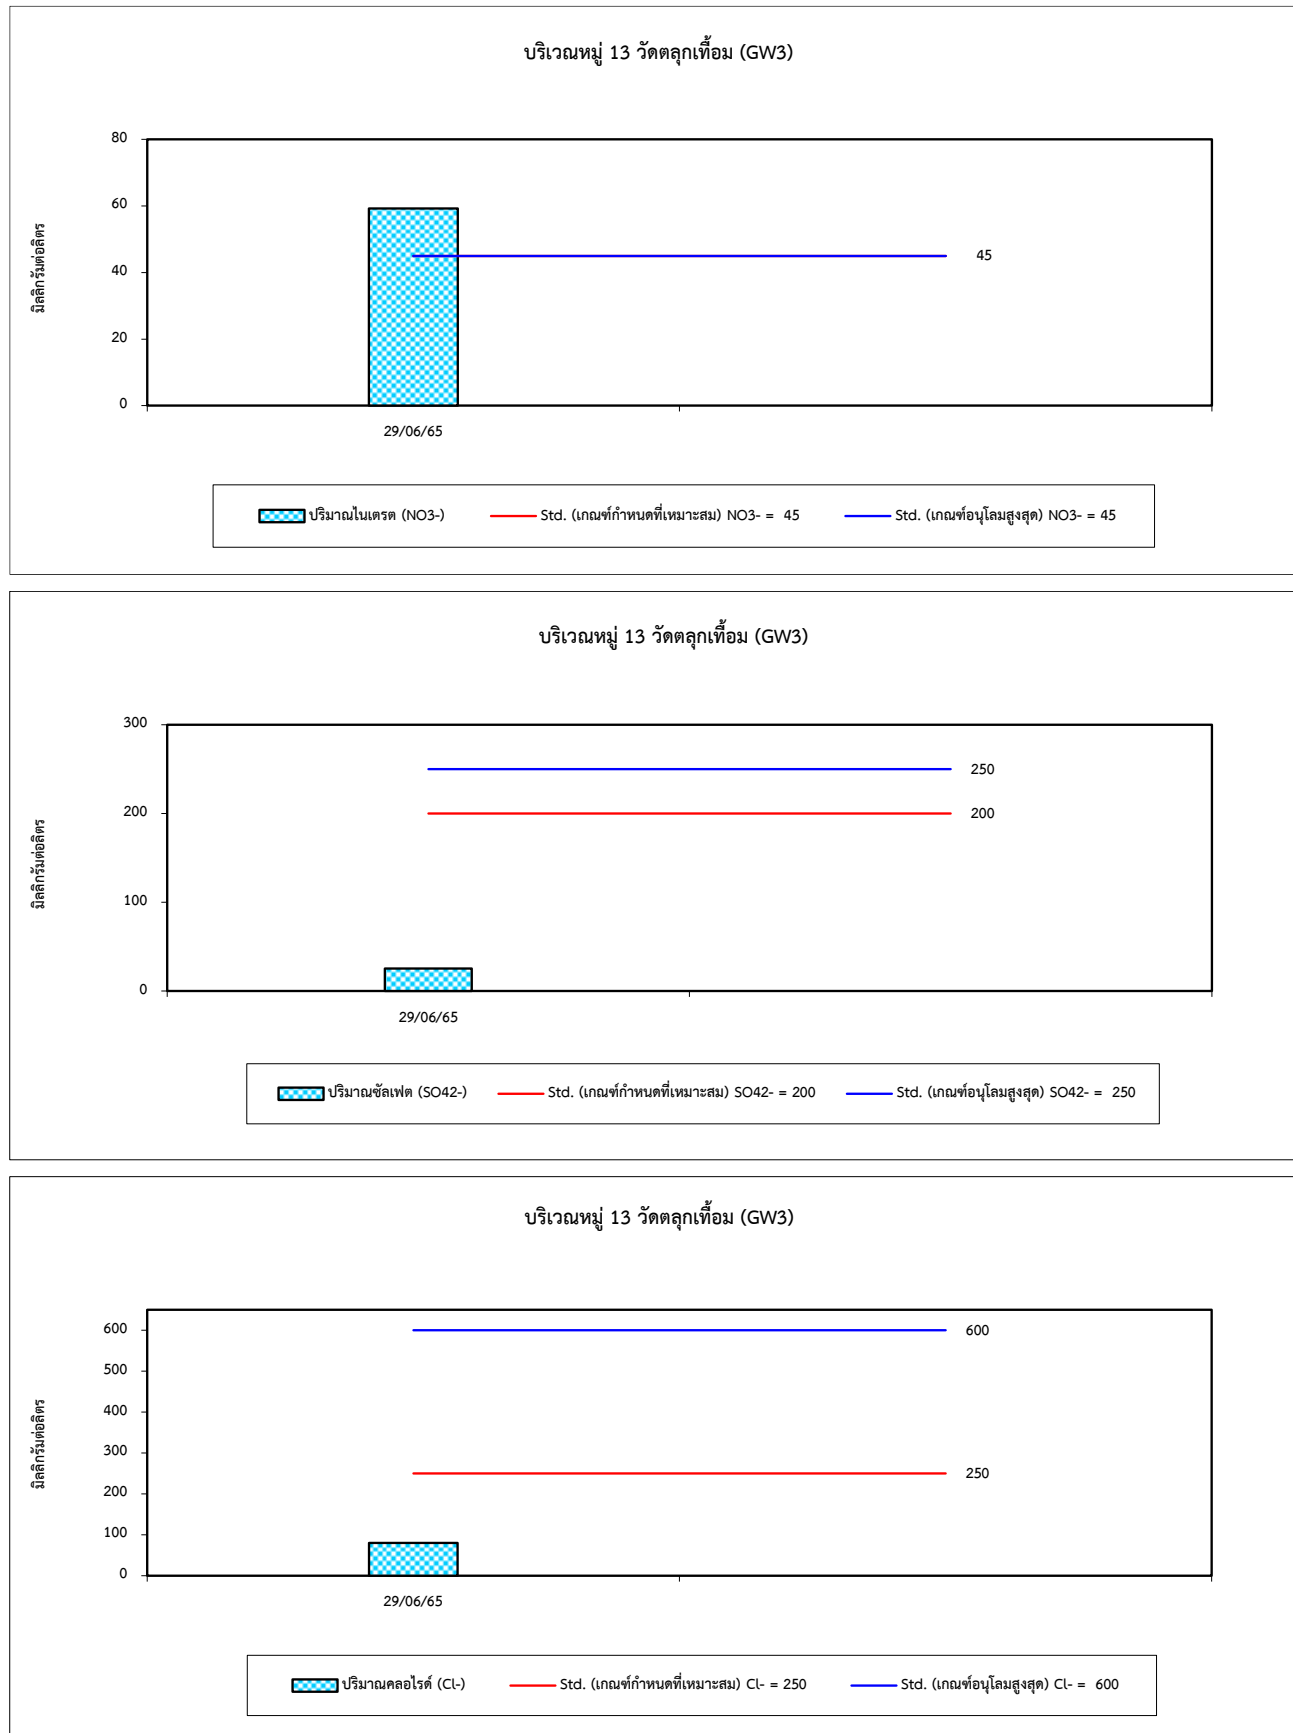 บริเวณหมู่ 13 วัดตลุกเทื้อม (GW3)
80
60
40
20
0
มิลลิกรัมต่อลิตร
45
29/06/65
ปริมาณไนเตรต (NO3-) Std. (เกณฑ์กำหนดที่เหมาะสม) NO3- = 45 Std. (เกณฑ์อนุโลมสูงสุด) NO3- = 45
บริเวณหมู่ 13 วัดตลุกเทื้อม (GW3)
300
200
100
0
มิลลิกรัมต่อลิตร
250
200
29/06/65
ปริมาณซัลเฟต (SO42-) Std. (เกณฑ์กำหนดที่เหมาะสม) SO42- = 200 Std. (เกณฑ์อนุโลมสูงสุด) SO42- = 250
บริเวณหมู่ 13 วัดตลุกเทื้อม (GW3)
600
500
400
300
200
100
0
มิลลิกรัมต่อลิตร
600
250
29/06/65
ปริมาณคลอไรด์ (Cl-) Std. (เกณฑ์กำหนดที่เหมาะสม) Cl- = 250 Std. (เกณฑ์อนุโลมสูงสุด) Cl- = 600